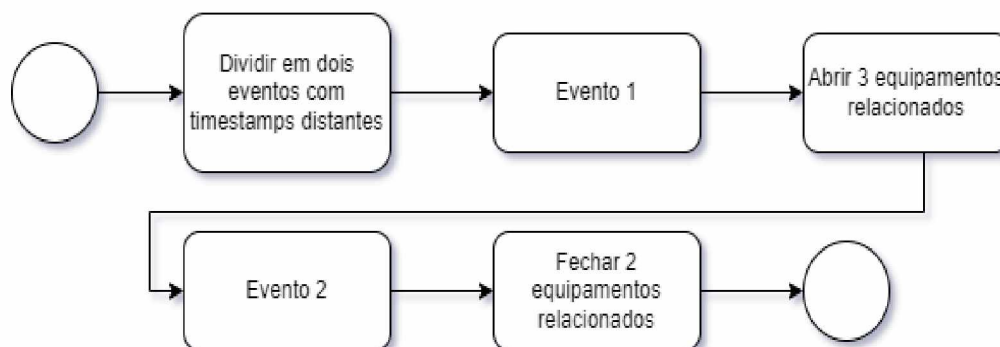 Dividir em dois
eventos com
timestamps distantes
Evento 1
Abrir 3 equipamentos
relacionados
Evento 2
Fechar 2
equipamentos
relacionados